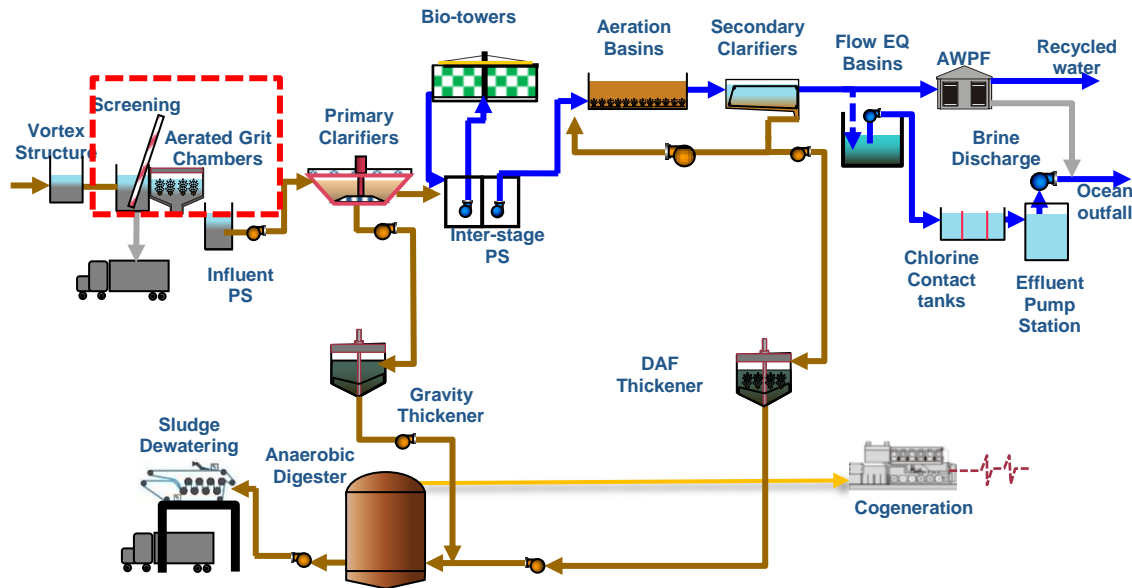 Bio-towers
Aeration
Basins
Secondary
Clarifiers
Flow EQ
Basins
AWPF
Recycled
water
Screening
Vortex
Structure
Aerated Grit
Chambers
Primary
Clarifiers
Brine
Discharge
Ocean
outfall
Inter-stage
PS
Influent
PS
Chlorine
Contact
tanks
Effluent
Pump
Station
DAF
Thickener
Gravity
Thickener
Sludge
Dewatering
Anaerobic
Digester
Cogeneration